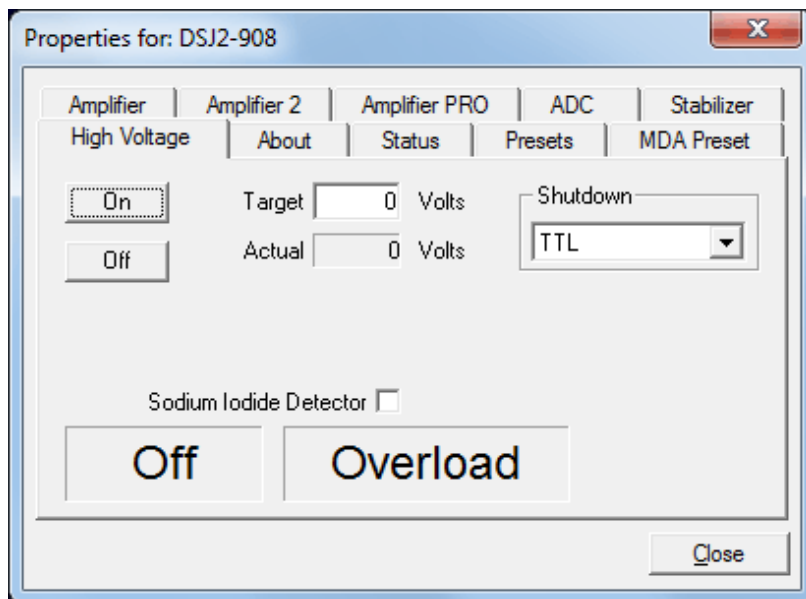 Properties for: DSJ2-908
Amplifier Amplifier 2 Amplifier PRO ADC Stabilizer
High Voltage About Status Presets MDA Preset
On Target 0 Volts Shutdown
TTL
Off Actual 0 Volts
Sodium Iodide Detector
Off Overload
Close